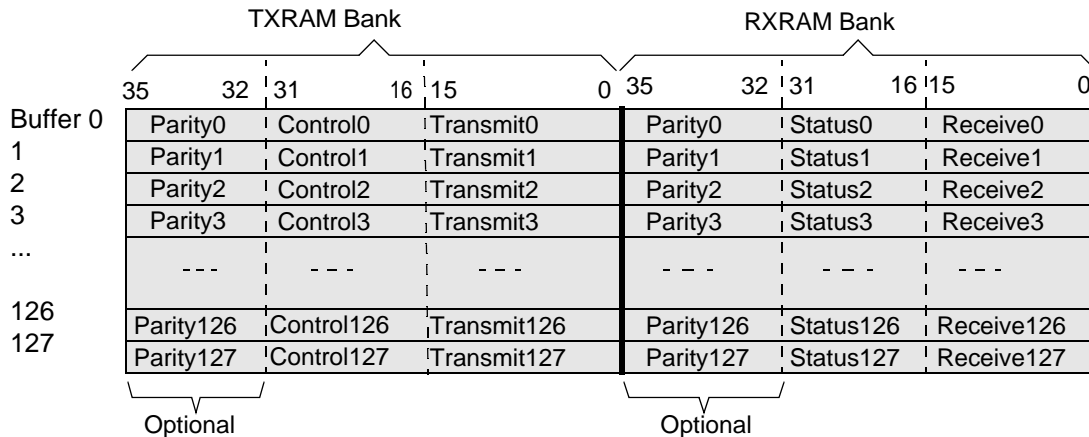 TXRAM Bank RXRAM Bank
35 32 31 16 15 0 35 32 31 16 15 0
Buffer 0 Parity0 Control0 Transmit0 Parity0 Status0 Receive0
1 Parity1 Control1 Transmit1 Parity1 Status1 Receive1
2 Parity2 Control2 Transmit2 Parity2 Status2 Receive2
3 Parity3 Control3 Transmit3 Parity3 Status3 Receive3
...
126 Parity126 Control126 Transmit126 Parity126 Status126 Receive126
127 Parity127 Control127 Transmit127 Parity127 Status127 Receive127
Optional Optional